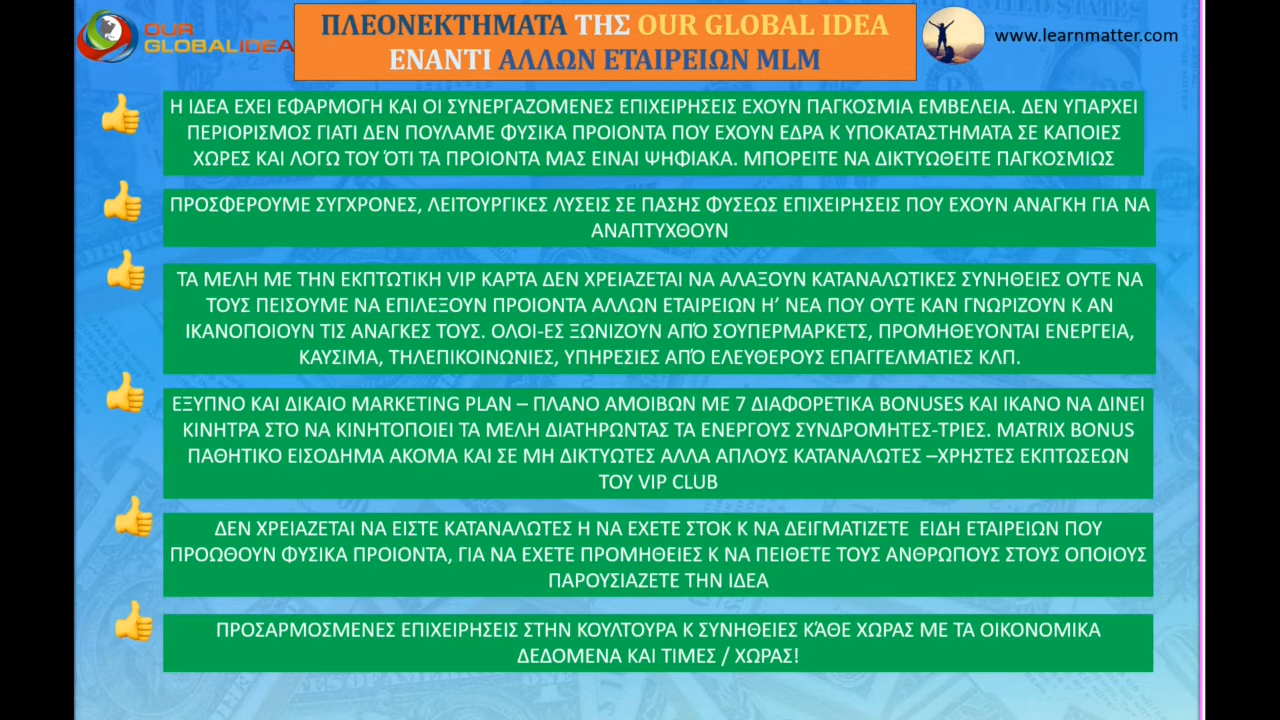 OUR
GLOBALIDEA
ΠΛΕΟΝΕΚΤΗΜΑΤΑ ΤΗΣ OUR GLOBAL IDEA
ΕΝΑΝΤΙ ΑΛΛΩΝ ΕΤΑΙΡΕΙΩΝ MLM
www.learnmatter.com
Η ΙΔΕΑ ΕΧΕΙ ΕΦΑΡΜΟΓΗ ΚΑΙ ΟΙ ΣΥΝΕΡΓΑΖΟΜΕΝΕΣ ΕΠΙΧΕΙΡΗΣΕΙΣ ΕΧΟΥΝ ΠΑΓΚΟΣΜΙΑ ΕΜΒΕΛΕΙΑ. ΔΕΝ ΥΠΑΡΧΕΙ
ΠΕΡΙΟΡΙΣΜΟΣ ΓΙΑΤΙ ΔΕΝ ΠΟΥΛΑΜΕ ΦΥΣΙΚΑ ΠΡΟΙΟΝΤΑ ΠΟΥ ΕΧΟΥΝ ΕΔΡΑ Κ ΥΠΟΚΑΤΑΣΤΗΜΑΤΑ ΣΕ ΚΑΠΟΙΕΣ
ΧΩΡΕΣ ΚΑΙ ΛΟΓΩ ΤΟΥ ΌΤΙ ΤΑ ΠΡΟΙΟΝΤΑ ΜΑΣ ΕΙΝΑΙ ΨΗΦΙΑΚΑ. ΜΠΟΡΕΙΤΕ ΝΑ ΔΙΚΤΥΩΘΕΙΤΕ ΠΑΓΚΟΣΜΙΩΣ
ΠΡΟΣΦΕΡΟΥΜΕ ΣΥΓΧΡΟΝΕΣ, ΛΕΙΤΟΥΡΓΙΚΕΣ ΛΥΣΕΙΣ ΣΕ ΠΑΣΗΣ ΦΥΣΕΩΣ ΕΠΙΧΕΙΡΗΣΕΙΣ ΠΟΥ ΕΧΟΥΝ ΑΝΑΓΚΗ ΓΙΑ ΝΑ
ΑΝΑΠΤΥΧΘΟΥΝ
ΤΑ ΜΕΛΗ ΜΕ ΤΗΝ ΕΚΠΤΩΤΙΚΗ VIP ΚΑΡΤΑ ΔΕΝ ΧΡΕΙΑΖΕΤΑΙ ΝΑ ΑΛΑΞΟΥΝ ΚΑΤΑΝΑΛΩΤΙΚΕΣ ΣΥΝΗΘΕΙΕΣ ΟΥΤΕ ΝΑ
ΤΟΥΣ ΠΕΙΣΟΥΜΕ ΝΑ ΕΠΙΛΕΞΟΥΝ ΠΡΟΙΟΝΤΑ ΑΛΛΩΝ ΕΤΑΙΡΕΙΩΝ Η’ ΝΕΑ ΠΟΥ ΟΥΤΕ ΚΑΝ ΓΝΩΡΙΖΟΥΝ Κ ΑΝ
ΙΚΑΝΟΠΟΙΟΥΝ ΤΙΣ ΑΝΑΓΚΕΣ ΤΟΥΣ. ΟΛΟΙ-ΕΣ ΞΩΝΙΖΟΥΝ ΑΠΌ ΣΟΥΠΕΡΜΑΡΚΕΤΣ, ΠΡΟΜΗΘΕΥΟΝΤΑΙ ΕΝΕΡΓΕΙΑ,
ΚΑΥΣΙΜΑ, ΤΗΛΕΠΙΚΟΙΝΩΝΙΕΣ, ΥΠΗΡΕΣΙΕΣ ΑΠΌ ΕΛΕΥΘΕΡΟΥΣ ΕΠΑΓΓΕΛΜΑΤΙΕΣ ΚΛΠ.
ΕΞΥΠΝΟ ΚΑΙ ΔΙΚΑΙΟ MARKETING PLAN – ΠΛΑΝΟ ΑΜΟΙΒΩΝ ΜΕ 7 ΔΙΑΦΟΡΕΤΙΚΑ BONUSES ΚΑΙ ΙΚΑΝΟ ΝΑ ΔΙΝΕΙ
ΚΙΝΗΤΡΑ ΣΤΟ ΝΑ ΚΙΝΗΤΟΠΟΙΕΙ ΤΑ ΜΕΛΗ ΔΙΑΤΗΡΩΝΤΑΣ ΤΑ ΕΝΕΡΓΟΥΣ ΣΥΝΔΡΟΜΗΤΕΣ-ΤΡΙΕΣ. MATRIX BONUS
ΠΑΘΗΤΙΚΟ ΕΙΣΟΔΗΜΑ ΑΚΟΜΑ ΚΑΙ ΣΕ ΜΗ ΔΙΚΤΥΩΤΕΣ ΑΛΛΑ ΑΠΛΟΥΣ ΚΑΤΑΝΑΛΩΤΕΣ –ΧΡΗΣΤΕΣ ΕΚΠΤΩΣΕΩΝ
ΤΟΥ VIP CLUB
ΔΕΝ ΧΡΕΙΑΖΕΤΑΙ ΝΑ ΕΙΣΤΕ ΚΑΤΑΝΑΛΩΤΕΣ Η ΝΑ ΕΧΕΤΕ ΣΤΟΚ Κ ΝΑ ΔΕΙΓΜΑΤΙΖΕΤΕ ΕΙΔΗ ΕΤΑΙΡΕΙΩΝ ΠΟΥ
ΠΡΟΩΘΟΥΝ ΦΥΣΙΚΑ ΠΡΟΙΟΝΤΑ, ΓΙΑ ΝΑ ΕΧΕΤΕ ΠΡΟΜΗΘΕΙΕΣ Κ ΝΑ ΠΕΙΘΕΤΕ ΤΟΥΣ ΑΝΘΡΩΠΟΥΣ ΣΤΟΥΣ ΟΠΟΙΟΥΣ
ΠΑΡΟΥΣΙΑΖΕΤΕ ΤΗΝ ΙΔΕΑ
ΠΡΟΣΑΡΜΟΣΜΕΝΕΣ ΕΠΙΧΕΙΡΗΣΕΙΣ ΣΤΗΝ ΚΟΥΛΤΟΥΡΑ Κ ΣΥΝΗΘΕΙΕΣ ΚΆΘΕ ΧΩΡΑΣ ΜΕ ΤΑ ΟΙΚΟΝΟΜΙΚΑ
ΔΕΔΟΜΕΝΑ ΚΑΙ ΤΙΜΕΣ / ΧΩΡΑΣ!